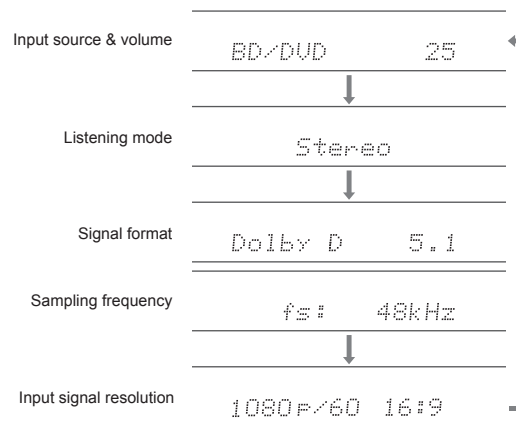 Input source & volume
BD/DVD 25
Listening mode
Stereo
Signal format
Dolby D 5.1
Sampling frequency
fs: 48kHz
Input signal resolution
1080p/60 16:9